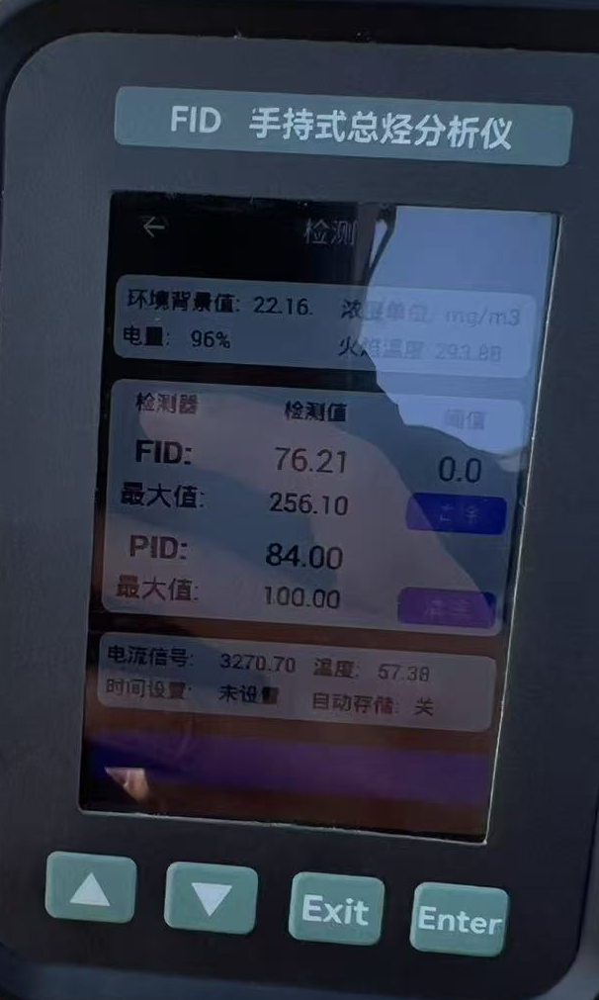 FID 手持式总烃分析仪
← 检测
环境背景值: 22.16. 浓度单位: mg/m3
电量: 96% 火焰温度 293.88
检测器 检测值 阈值
FID: 76.21 0.0
最大值: 256.10
PID: 84.00
最大值: 100.00
电流信号: 3270.70 温度: 57.38
时间设置: 未设置 自动存储: 关
Exit Enter